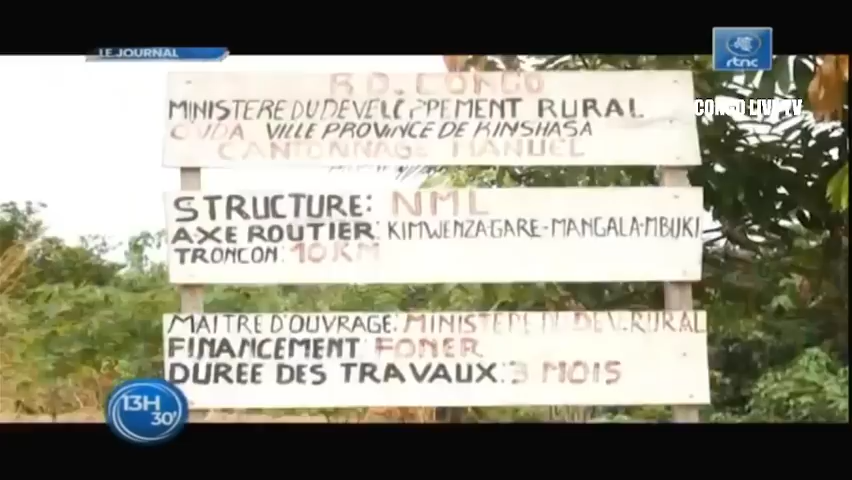 LE JOURNAL
rtnc
CONGO LIVE TV
R.D. CONGO
MINISTERE DU DEVELOPPEMENT RURAL
OVDA VILLE PROVINCE DE KINSHASA
CANTONNAGE MANUEL
STRUCTURE: NML
AXE ROUTIER: KIMWENZA-GARE-MANGALA-MBUKI
TRONCON: 10KM
MAITRE D'OUVRAGE: MINISTERE DU DEV. RURAL
FINANCEMENT: FONER
DUREE DES TRAVAUX: 3 MOIS
13H
30'